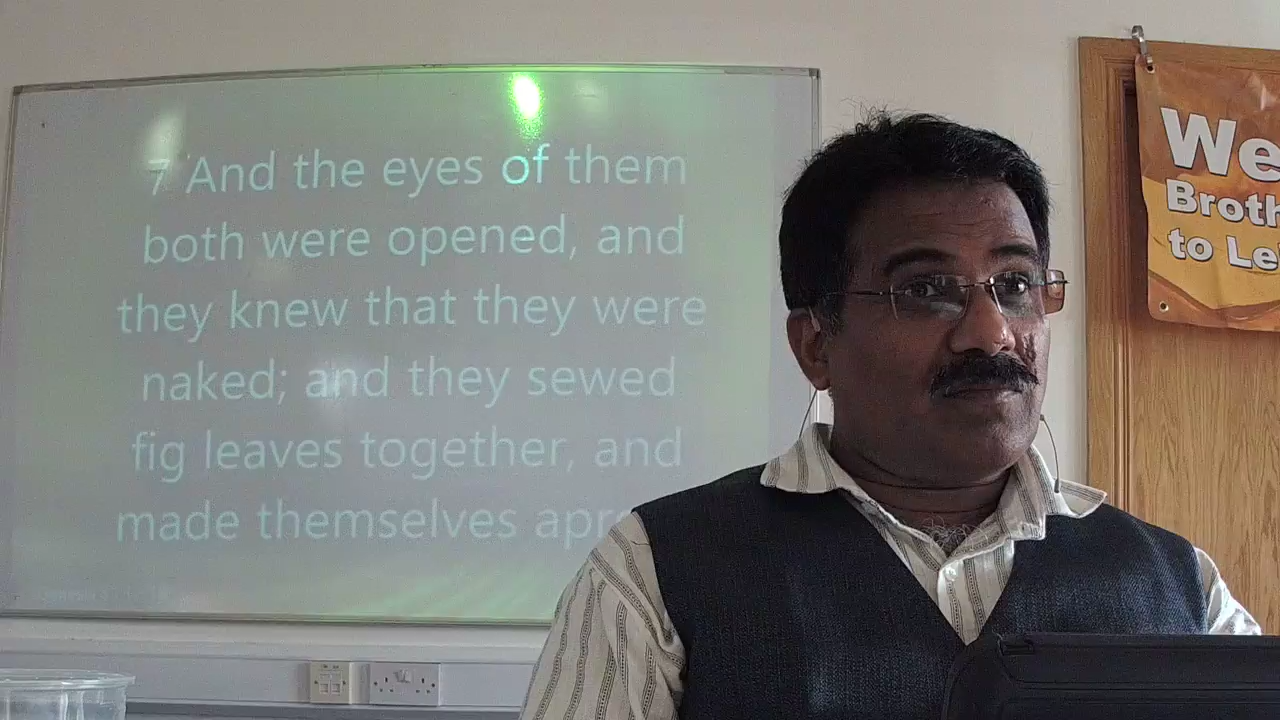 7 And the eyes of them
both were opened, and
they knew that they were
naked; and they sewed
fig leaves together, and
made themselves apr
We
Broth
to Le